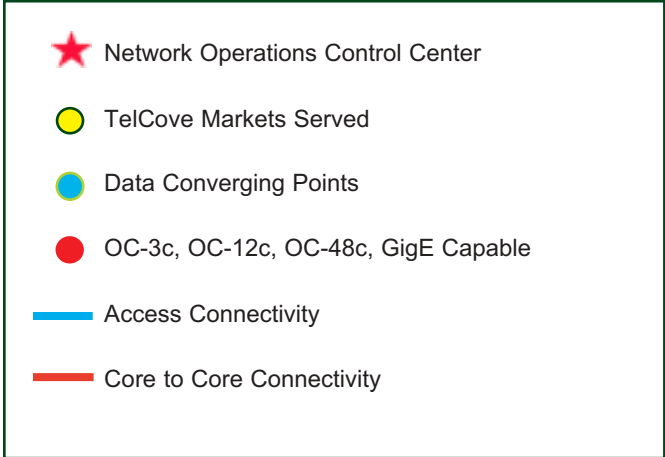 Network Operations Control Center
TelCove Markets Served
Data Converging Points
OC-3c, OC-12c, OC-48c, GigE Capable
Access Connectivity
Core to Core Connectivity